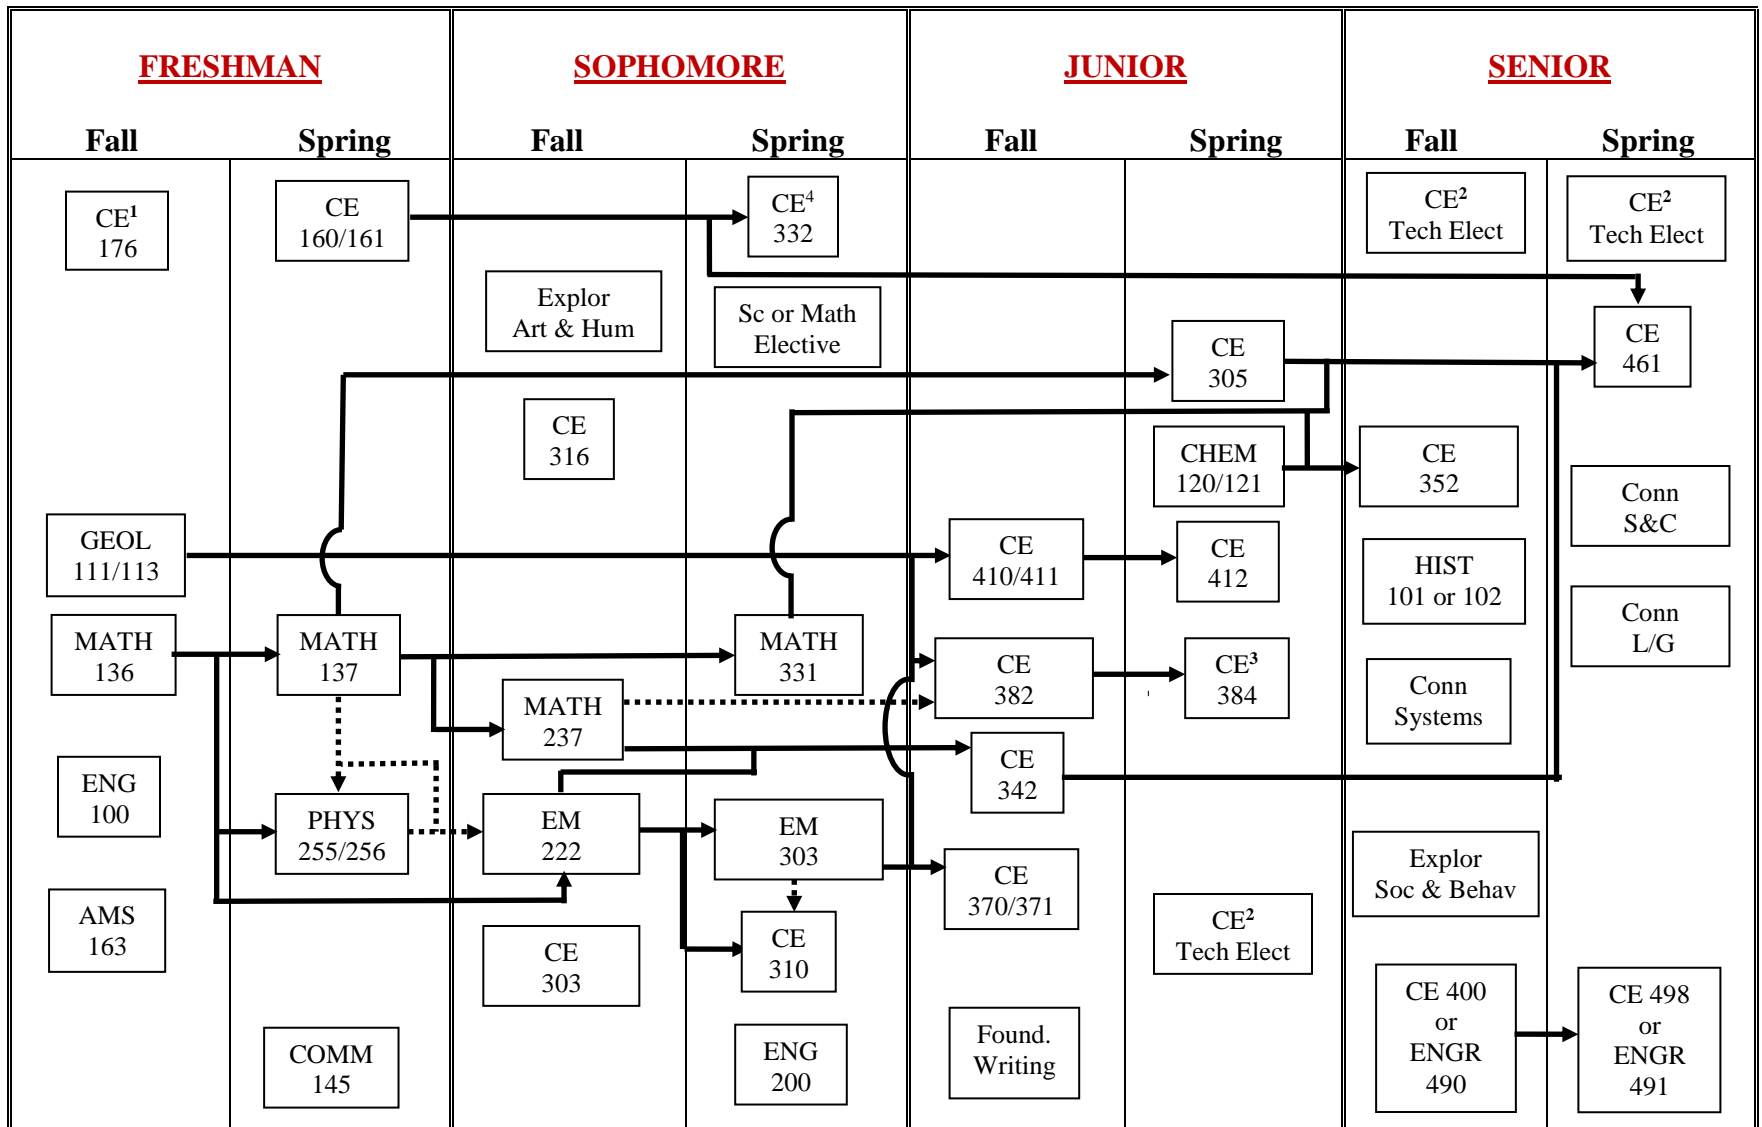 FRESHMAN
SOPHOMORE
JUNIOR
SENIOR
Fall
Spring
Fall
Spring
Fall
Spring
Fall
Spring
CE¹
176
GEOL
111/113
MATH
136
ENG
100
AMS
163
CE
160/161
MATH
137
PHYS
255/256
COMM
145
Explor
Art & Hum
CE
316
MATH
237
EM
222
CE
303
CE⁴
332
Sc or Math
Elective
MATH
331
EM
303
CE
310
ENG
200
CE
410/411
CE
382
CE
342
CE
370/371
Found.
Writing
CE
305
CHEM
120/121
CE
412
CE³
384
CE²
Tech Elect
CE²
Tech Elect
CE
352
HIST
101 or 102
Conn
Systems
Explor
Soc & Behav
CE 400
or
ENGR
490
CE²
Tech Elect
CE
461
Conn
S&C
Conn
L/G
CE 498
or
ENGR
491